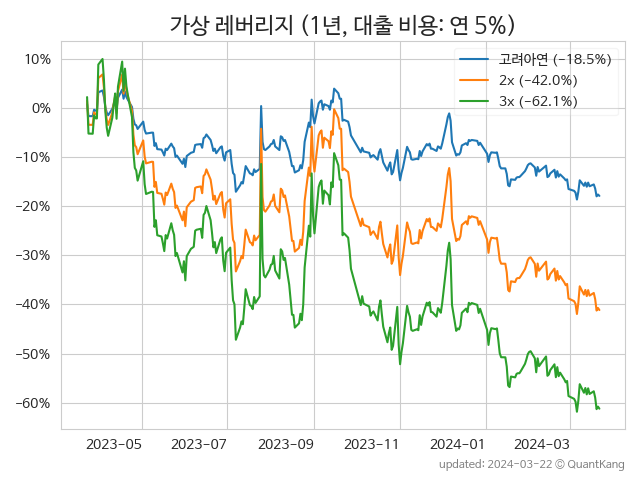 가상 레버리지 (1년, 대출 비용: 연 5%)
고려아연 (−18.5%)
2x (−42.0%)
3x (−62.1%)
10%
0%
−10%
−20%
−30%
−40%
−50%
−60%
2023-05
2023-07
2023-09
2023-11
2024-01
2024-03
updated: 2024-03-22 © QuantKang